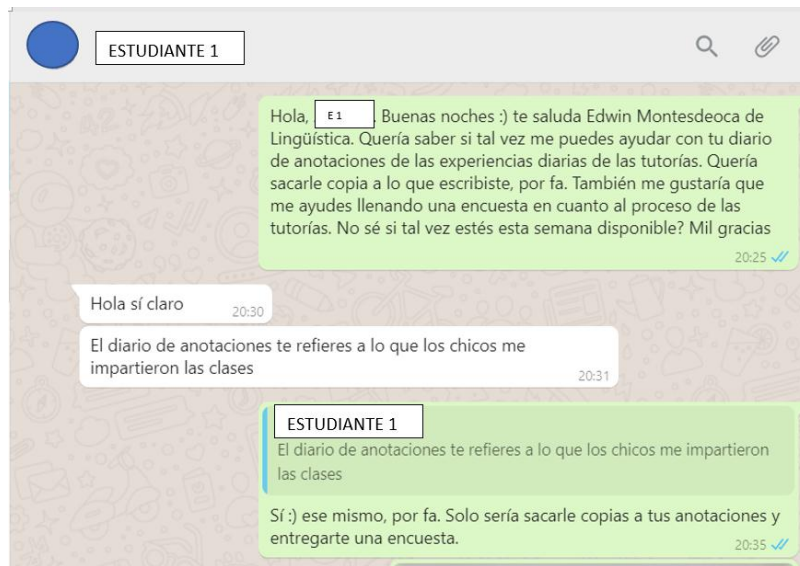 ESTUDIANTE 1
Hola, E 1 . Buenas noches :) te saluda Edwin Montesdeoca de
Lingüística. Quería saber si tal vez me puedes ayudar con tu diario
de anotaciones de las experiencias diarias de las tutorías. Quería
sacarle copia a lo que escribiste, por fa. También me gustaría que
me ayudes llenando una encuesta en cuanto al proceso de las
tutorías. No sé si tal vez estés esta semana disponible? Mil gracias
20:25
Hola sí claro 20:30
El diario de anotaciones te refieres a lo que los chicos me
impartieron las clases
20:31
ESTUDIANTE 1
El diario de anotaciones te refieres a lo que los chicos me impartieron
las clases
Sí :) ese mismo, por fa. Solo sería sacarle copias a tus anotaciones y
entregarte una encuesta. 20:35